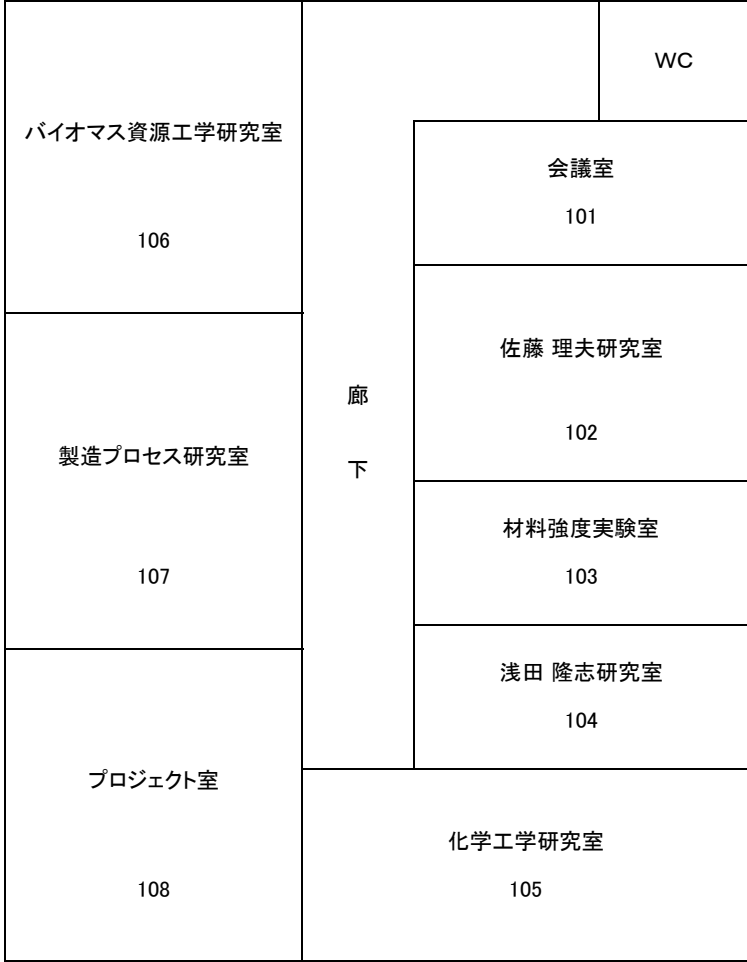 WC
バイオマス資源工学研究室
106
会議室
101
佐藤 理夫研究室
102
廊
下
製造プロセス研究室
107
材料強度実験室
103
浅田 隆志研究室
104
プロジェクト室
108
化学工学研究室
105